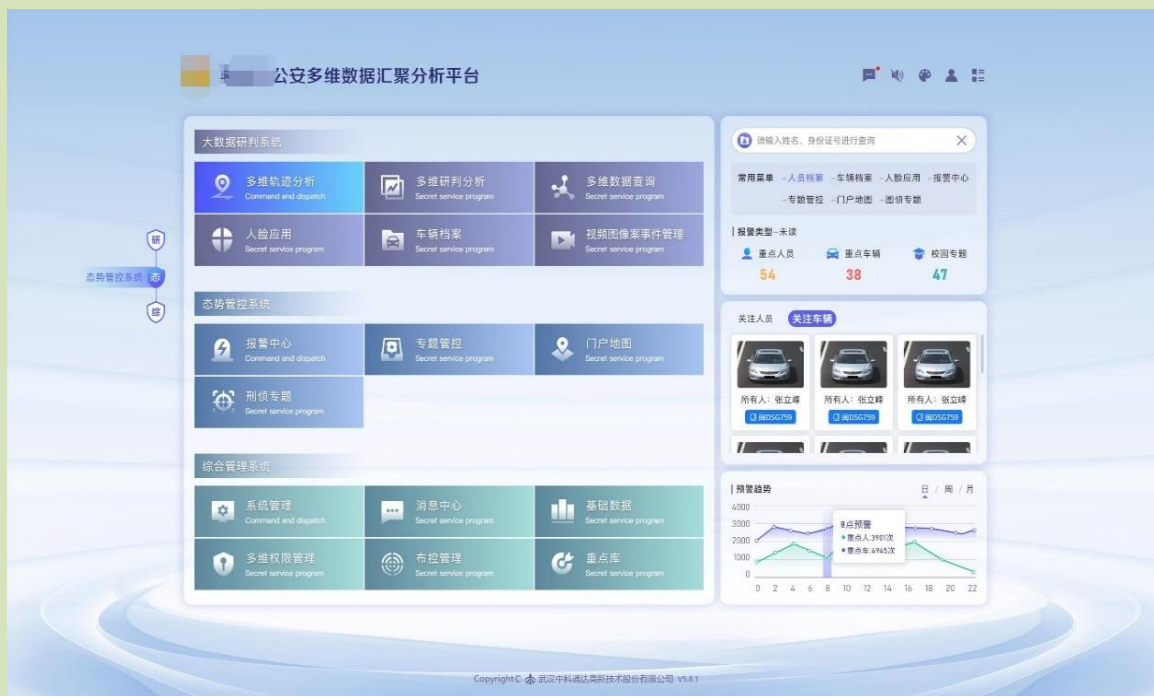 公安多维数据汇聚分析平台
大数据研判系统
多维轨迹分析
Command and dispatch
多维研判分析
Secret service program
多维数据查询
Secret service program
人脸应用
Secret service program
车辆档案
Secret service program
视频图像案事件管理
Secret service program
研
态势管控系统 态
综
态势管控系统
报警中心
Command and dispatch
专题管控
Secret service program
门户地图
Secret service program
刑侦专题
Secret service program
综合管理系统
系统管理
Command and dispatch
消息中心
Secret service program
基础数据
Secret service program
多维权限管理
Secret service program
布控管理
Secret service program
重点库
Secret service program
请输入姓名、身份证号进行查询
常用菜单 -人员档案 -车辆档案 -人脸应用 -报警中心
-专题管控 -门户地图 -图侦专题
报警类型-未读
重点人员 重点车辆 校园专题
54 38 47
关注人员 关注车辆
所有人：张立峰 所有人：张立峰 所有人：张立峰
闽DSG759 闽DSG759 闽DSG759
预警趋势 日 / 周 / 月
4000
3000
2000
1000
0
8点预警
重点人:3901次
重点车:4965次
0 2 4 6 8 10 12 14 16 18 20 22
Copyright© 武汉中科通达高新技术股份有限公司 V5.8.1